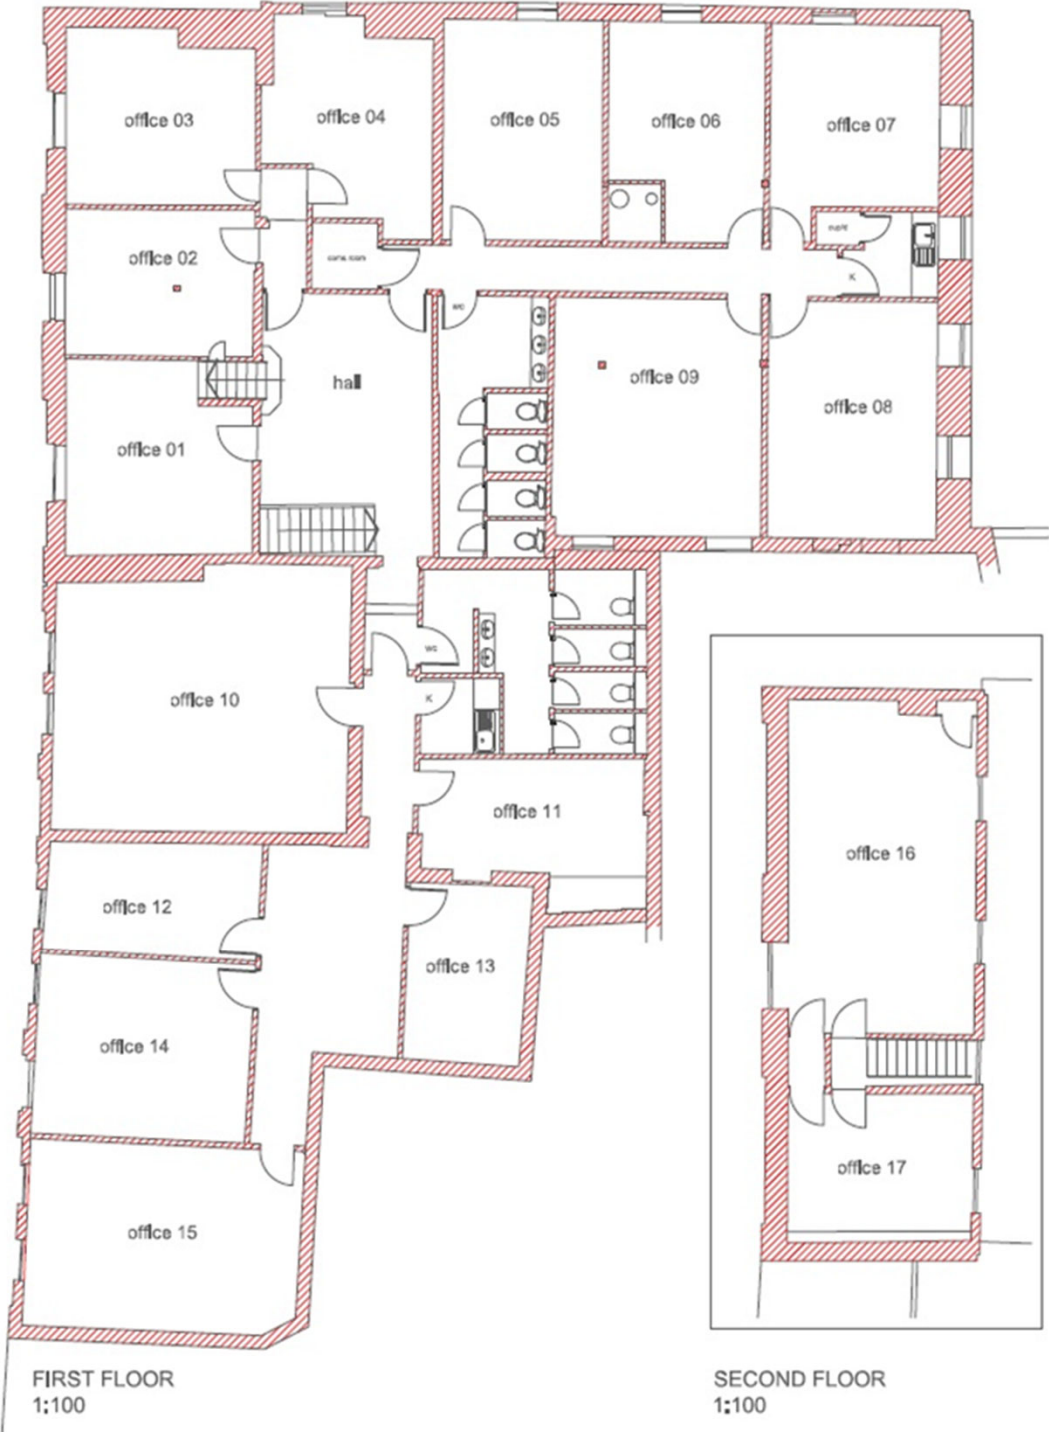 office 03
office 04
office 05
office 06
office 07
office 02
K
wc
hall
office 09
office 08
office 01
office 10
wc
K
office 11
office 12
office 13
office 14
office 15
office 16
office 17
FIRST FLOOR
1:100
SECOND FLOOR
1:100